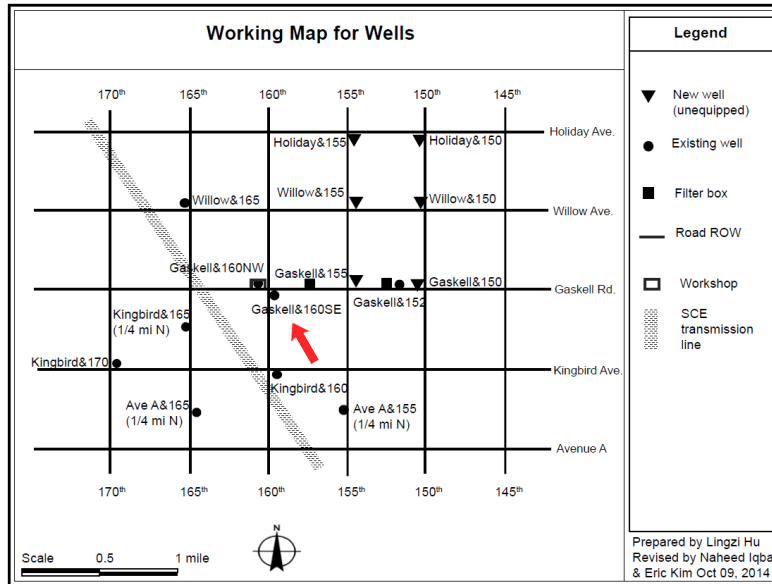 Working Map for Wells
170th 165th 160th 155th 150th 145th
Holiday&155
Holiday&150
Holiday Ave.
Willow&165
Willow&155
Willow&150
Willow Ave.
Gaskell&160NW
Gaskell&155
Gaskell&150
Gaskell Rd.
Gaskell&152
Gaskell&160SE
Kingbird&165
(1/4 mi N)
Kingbird&170
Kingbird Ave.
Kingbird&160
Ave A&165
(1/4 mi N)
Ave A&155
(1/4 mi N)
Avenue A
170th 165th 160th 155th 150th 145th
N
Scale 0.5 1 mile
Legend
New well
(unequipped)
Existing well
Filter box
Road ROW
Workshop
SCE
transmission
line
Prepared by Lingzi Hu
Revised by Naheed Iqba
& Eric Kim Oct 09, 2014